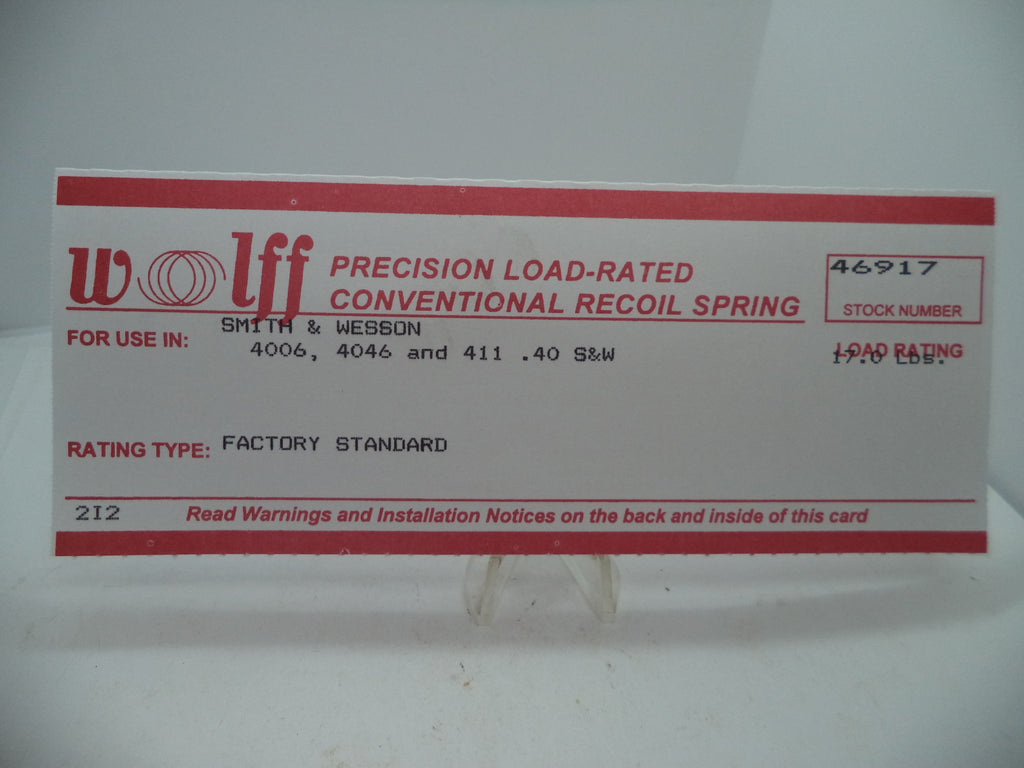 wolff
PRECISION LOAD-RATED
CONVENTIONAL RECOIL SPRING
46917
STOCK NUMBER
FOR USE IN: SMITH & WESSON
4006, 4046 and 411 .40 S&W
LOAD RATING
17.0 LDs.
RATING TYPE: FACTORY STANDARD
212
Read Warnings and Installation Notices on the back and inside of this card